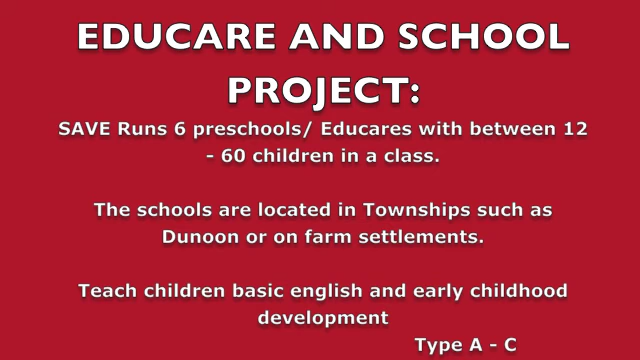 EDUCARE AND SCHOOL
PROJECT:
SAVE Runs 6 preschools/ Educares with between 12
- 60 children in a class.
The schools are located in Townships such as
Dunoon or on farm settlements.
Teach children basic english and early childhood
development
Type A - C